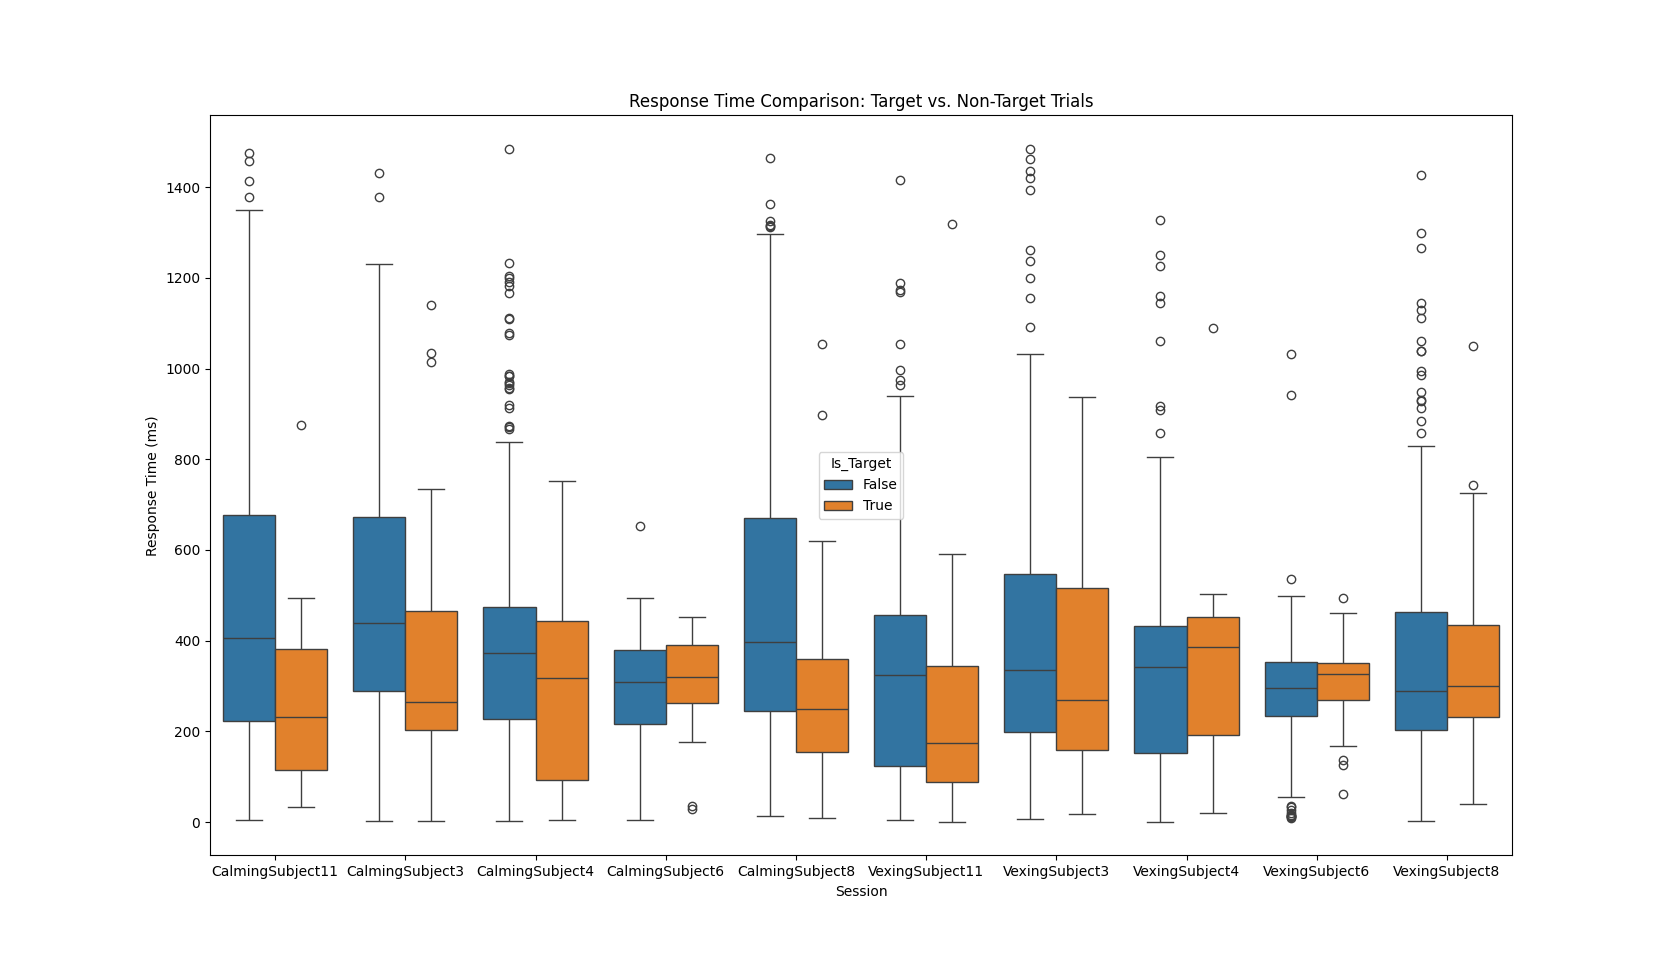 Response Time Comparison: Target vs. Non-Target Trials
Response Time (ms)
1400
1200
1000
800
600
400
200
0
Is_Target
False
True
CalmingSubject11 CalmingSubject3 CalmingSubject4 CalmingSubject6 CalmingSubject8 VexingSubject11 VexingSubject3 VexingSubject4 VexingSubject6 VexingSubject8
Session